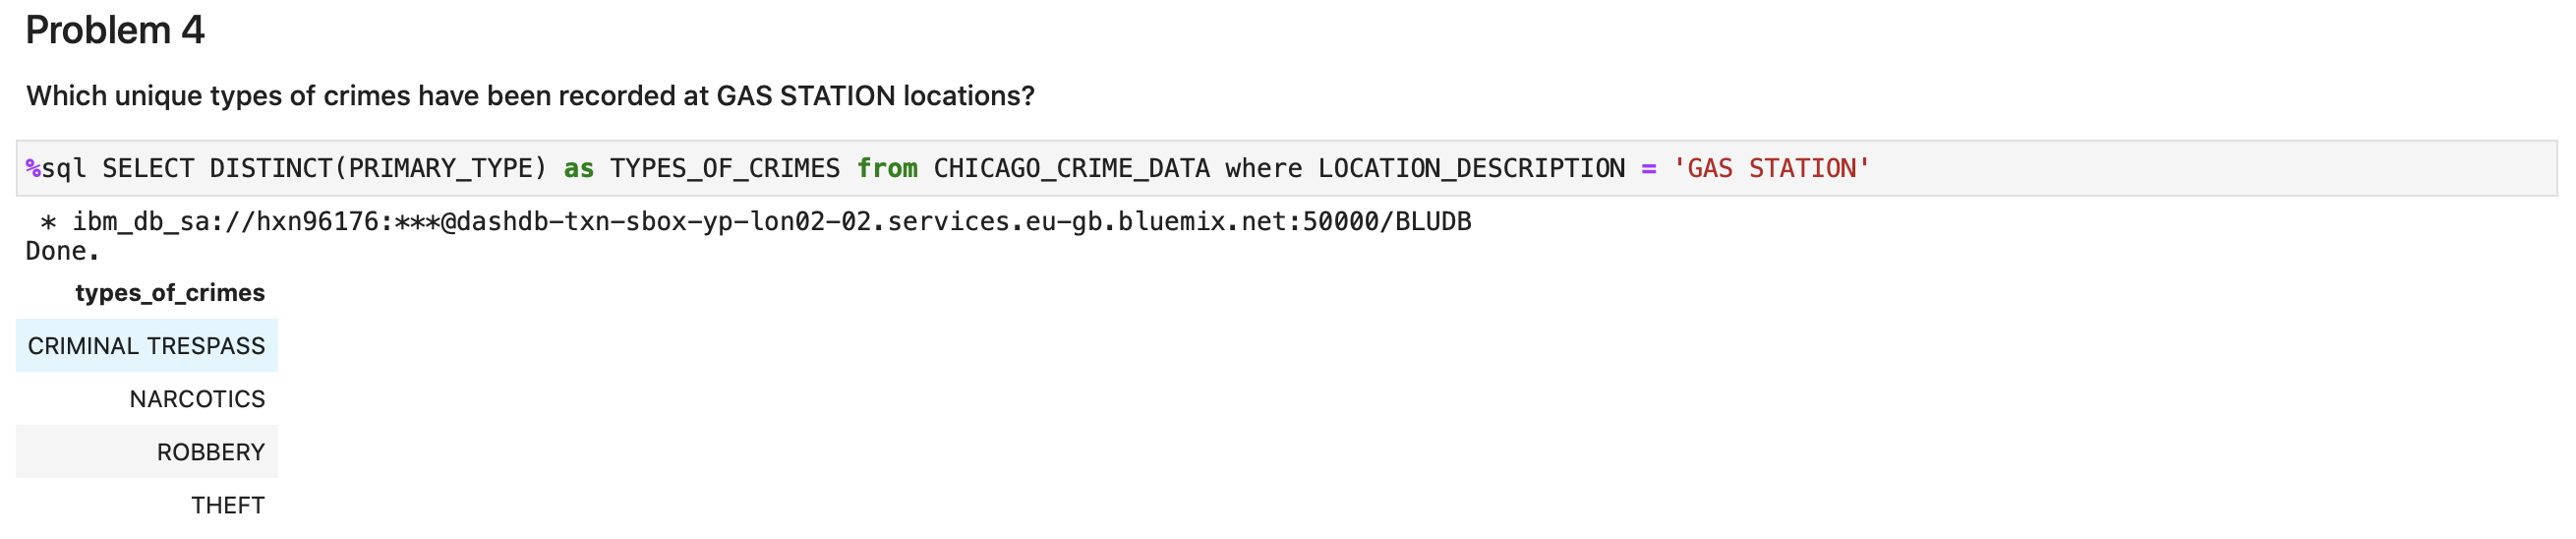 Problem 4
Which unique types of crimes have been recorded at GAS STATION locations?
%sql SELECT DISTINCT(PRIMARY_TYPE) as TYPES_OF_CRIMES from CHICAGO_CRIME_DATA where LOCATION_DESCRIPTION = 'GAS STATION'
* ibm_db_sa://hxn96176:***@dashdb-txn-sbox-yp-lon02-02.services.eu-gb.bluemix.net:50000/BLUDB
Done.
types_of_crimes
CRIMINAL TRESPASS
NARCOTICS
ROBBERY
THEFT